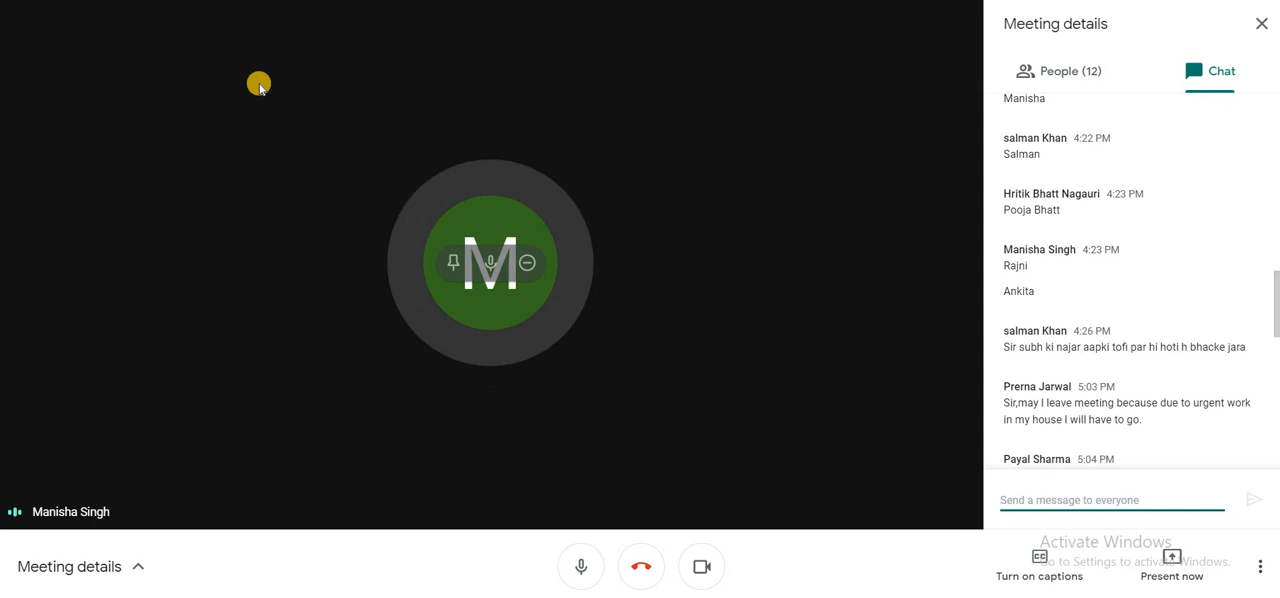 Meeting details
People (12)
Chat
Manisha
salman Khan 4:22 PM
Salman
Hritik Bhatt Nagauri 4:23 PM
Pooja Bhatt
Manisha Singh 4:23 PM
Rajni
Ankita
salman Khan 4:26 PM
Sir subh ki najar aapki tofi par hi hoti h bhacke jara
Prerna Jarwal 5:03 PM
Sir,may I leave meeting because due to urgent work
in my house I will have to go.
Payal Sharma 5:04 PM
Send a message to everyone
M
Manisha Singh
Meeting details
Activate Windows
Go to Settings to activate Windows.
CC
Turn on captions
Present now